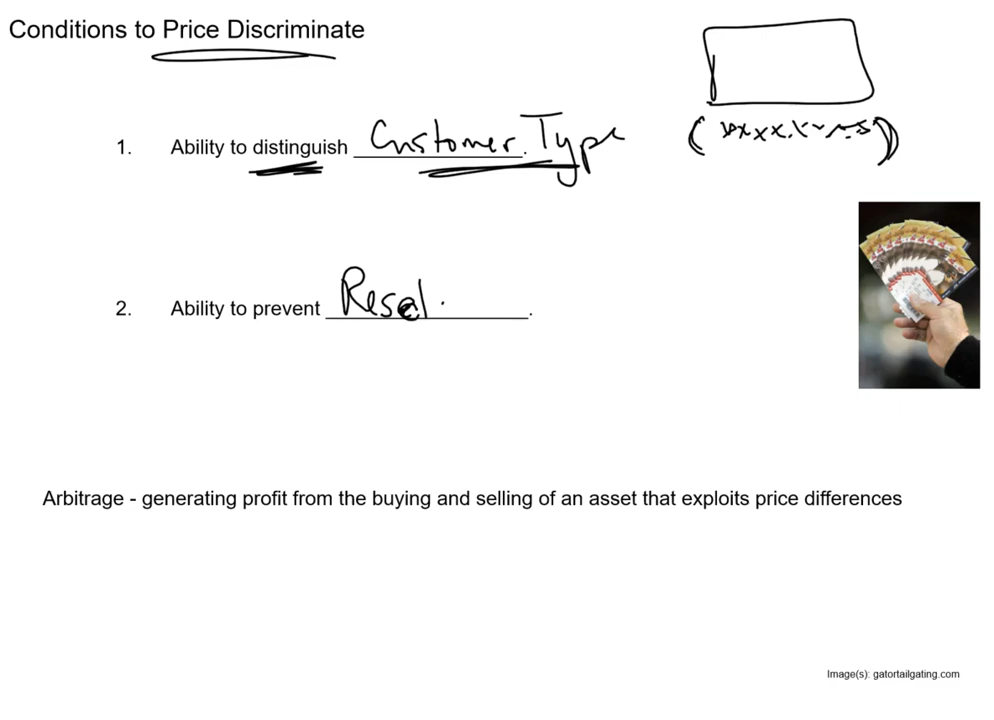 Conditions to Price Discriminate
1. Ability to distinguish Customer Type
2. Ability to prevent Resel.
Arbitrage - generating profit from the buying and selling of an asset that exploits price differences
Image(s): gatortailgating.com